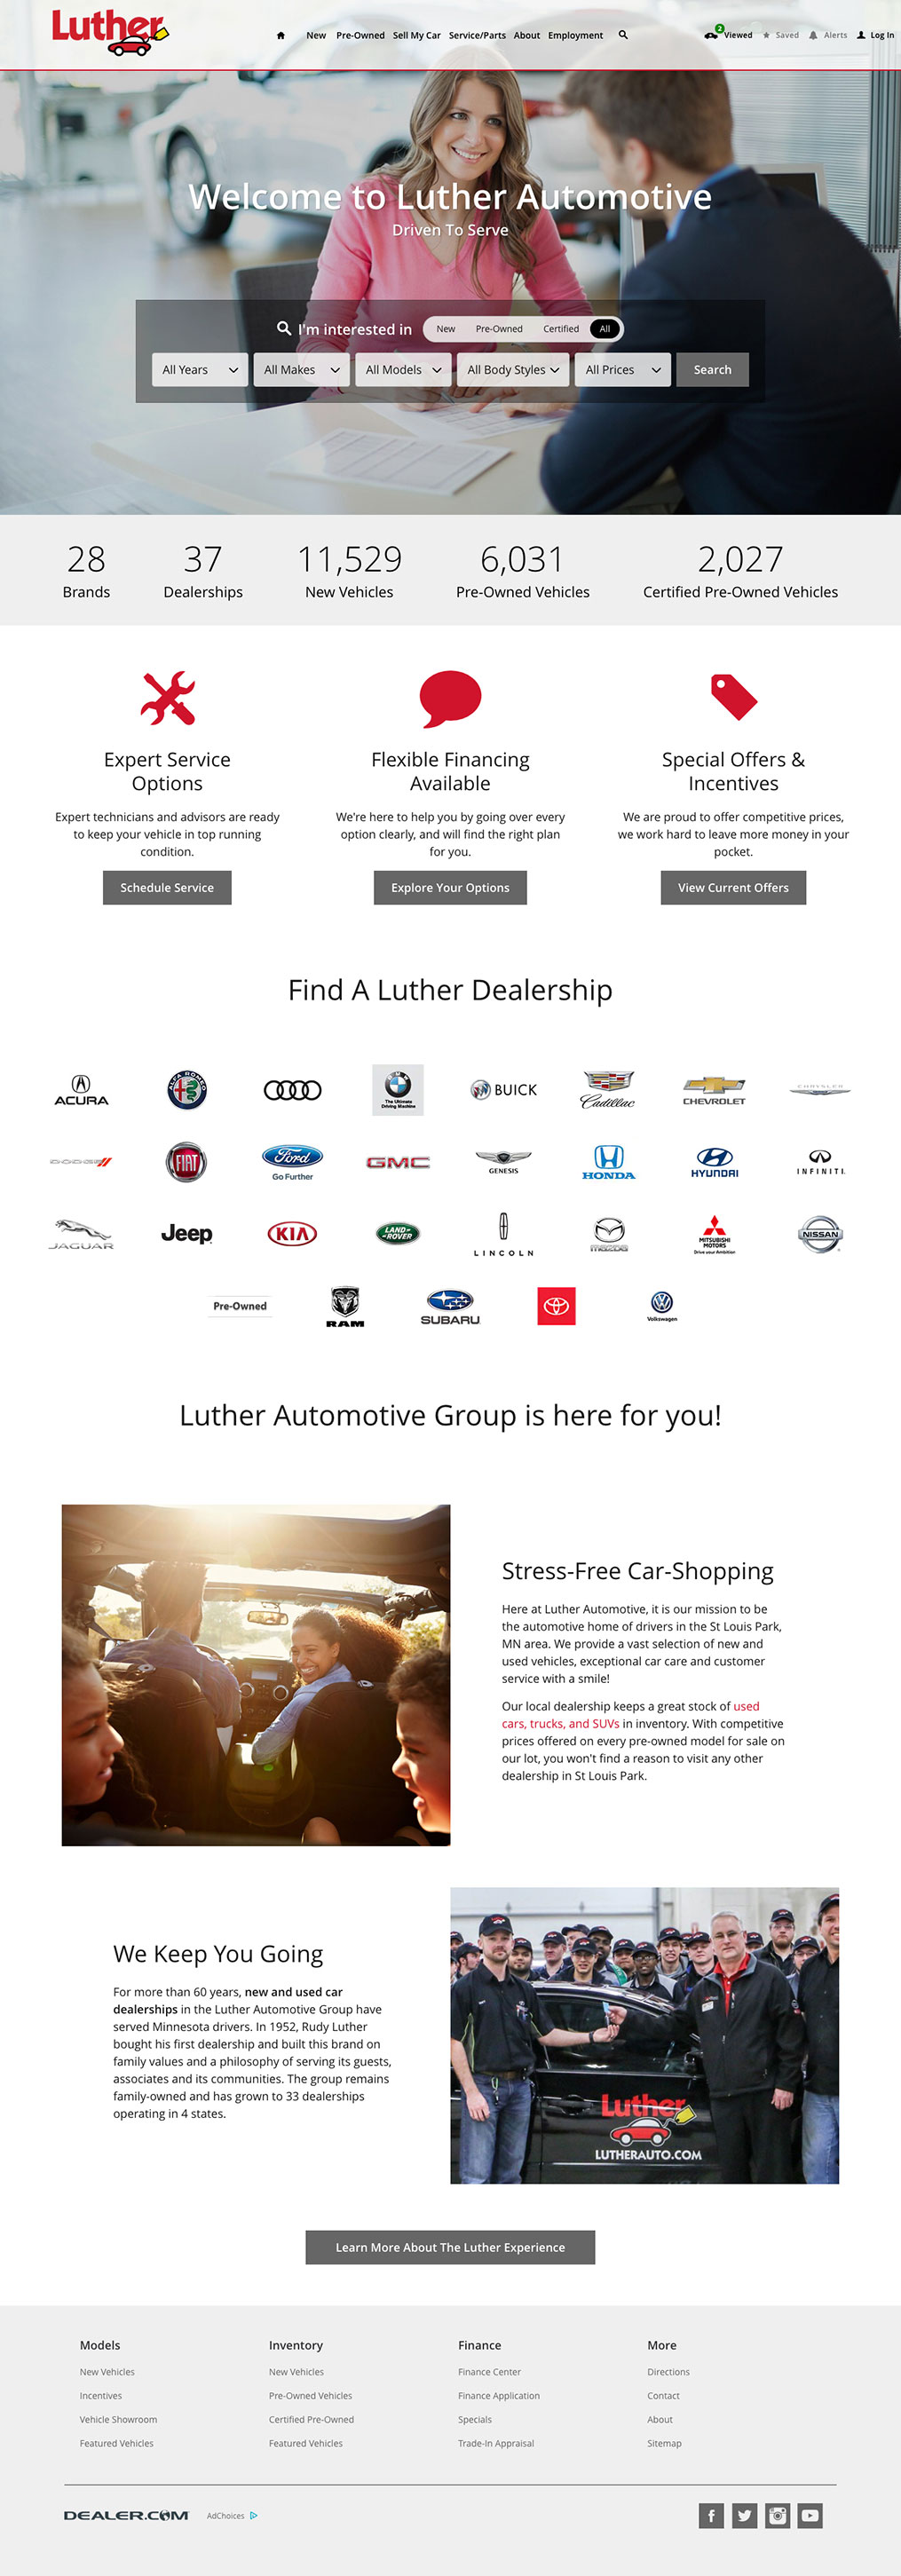 Luther
New Pre-Owned Sell My Car Service/Parts About Employment
2 Viewed Saved Alerts Log In
Welcome to Luther Automotive
Driven To Serve
I'm interested in New Pre-Owned Certified All
All Years All Makes All Models All Body Styles All Prices Search
28 37 11,529 6,031 2,027
Brands Dealerships New Vehicles Pre-Owned Vehicles Certified Pre-Owned Vehicles
Expert Service
Options
Expert technicians and advisors are ready
to keep your vehicle in top running
condition.
Schedule Service
Flexible Financing
Available
We're here to help you by going over every
option clearly, and will find the right plan
for you.
Explore Your Options
Special Offers &
Incentives
We are proud to offer competitive prices,
we work hard to leave more money in your
pocket.
View Current Offers
Find A Luther Dealership
ACURA
ALFA ROMEO
BMW
The Ultimate
Driving Machine
BUICK
Cadillac
CHEVROLET
CHRYSLER
DODGE
FIAT
Ford
Go Further
GMC
GENESIS
HONDA
HYUNDAI
INFINITI
JAGUAR
Jeep
KIA
LAND-
ROVER
LINCOLN
mazda
MITSUBISHI
MOTORS
Drive your Ambition
NISSAN
Pre-Owned
RAM
SUBARU
Volkswagen
Luther Automotive Group is here for you!
Stress-Free Car-Shopping
Here at Luther Automotive, it is our mission to be
the automotive home of drivers in the St Louis Park,
MN area. We provide a vast selection of new and
used vehicles, exceptional car care and customer
service with a smile!
Our local dealership keeps a great stock of used
cars, trucks, and SUVs in inventory. With competitive
prices offered on every pre-owned model for sale on
our lot, you won't find a reason to visit any other
dealership in St Louis Park.
We Keep You Going
For more than 60 years, new and used car
dealerships in the Luther Automotive Group have
served Minnesota drivers. In 1952, Rudy Luther
bought his first dealership and built this brand on
family values and a philosophy of serving its guests,
associates and its communities. The group remains
family-owned and has grown to 33 dealerships
operating in 4 states.
Luther
LUTHERAUTO.COM
Learn More About The Luther Experience
Models
New Vehicles
Incentives
Vehicle Showroom
Featured Vehicles
Inventory
New Vehicles
Pre-Owned Vehicles
Certified Pre-Owned
Featured Vehicles
Finance
Finance Center
Finance Application
Specials
Trade-In Appraisal
More
Directions
Contact
About
Sitemap
DEALER.COM AdChoices